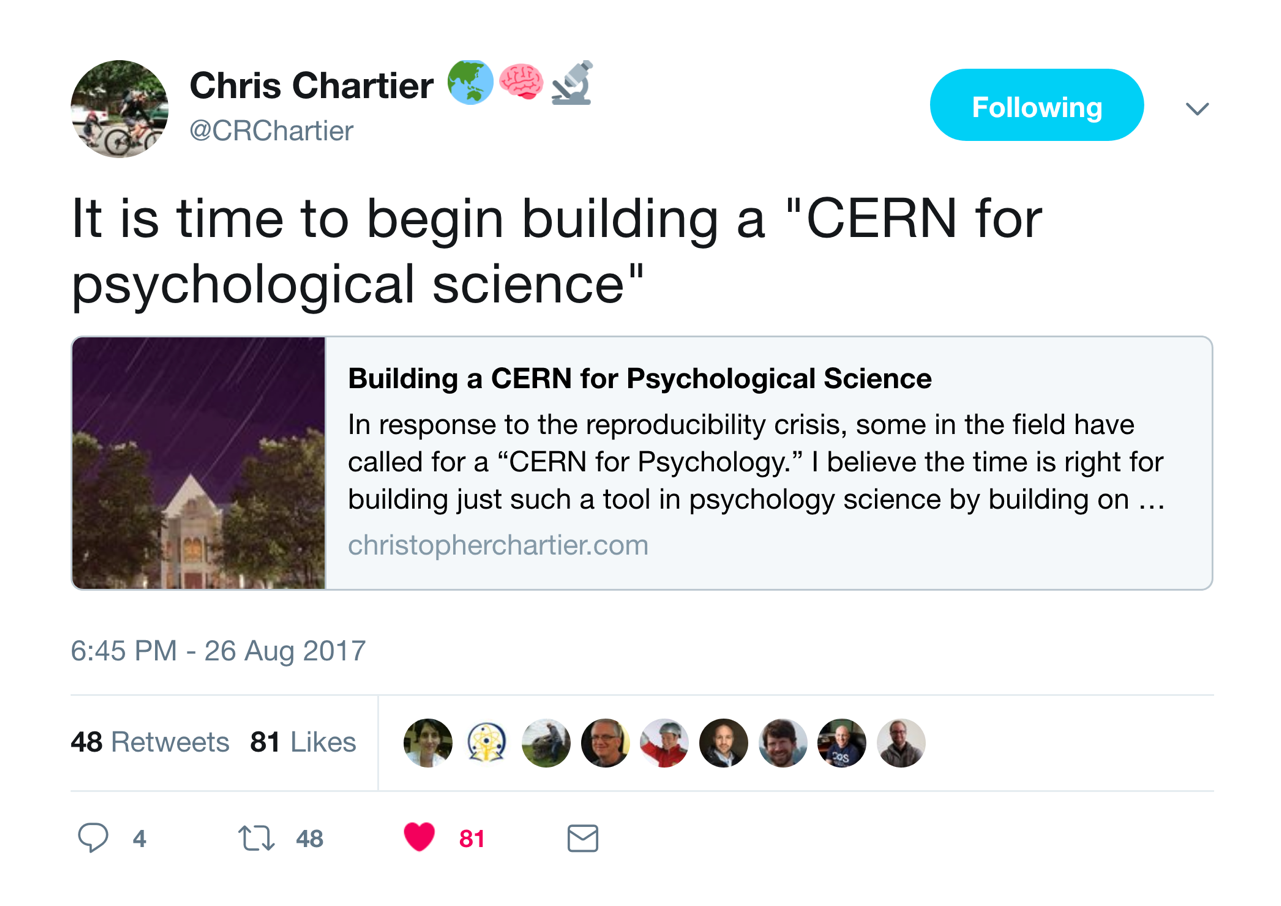 Chris Chartier 🌏🧠🔬
@CRChartier
Following
It is time to begin building a "CERN for
psychological science"
Building a CERN for Psychological Science
In response to the reproducibility crisis, some in the field have
called for a “CERN for Psychology.” I believe the time is right for
building just such a tool in psychology science by building on …
christopherchartier.com
6:45 PM - 26 Aug 2017
48 Retweets 81 Likes
COS
4 48 81